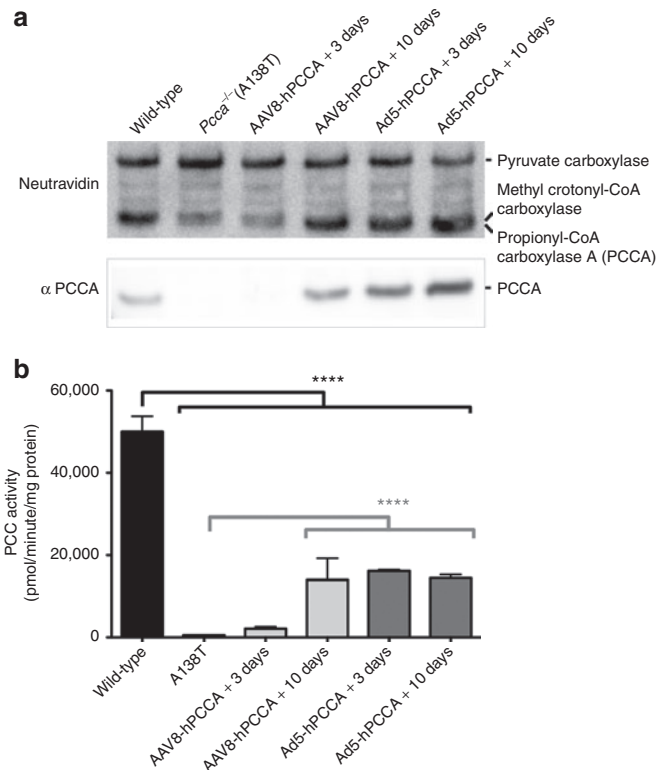 a
Wild-type
Pcca-/- (A138T)
AAV8-hPCCA + 3 days
AAV8-hPCCA + 10 days
Ad5-hPCCA + 3 days
Ad5-hPCCA + 10 days
Neutravidin
Pyruvate carboxylase
Methyl crotonyl-CoA
carboxylase
Propionyl-CoA
carboxylase A (PCCA)
α PCCA
PCCA
b
****
****
60,000
40,000
20,000
0
PCC activity
(pmol/minute/mg protein)
Wild-type
A138T
AAV8-hPCCA + 3 days
AAV8-hPCCA + 10 days
Ad5-hPCCA + 3 days
Ad5-hPCCA + 10 days